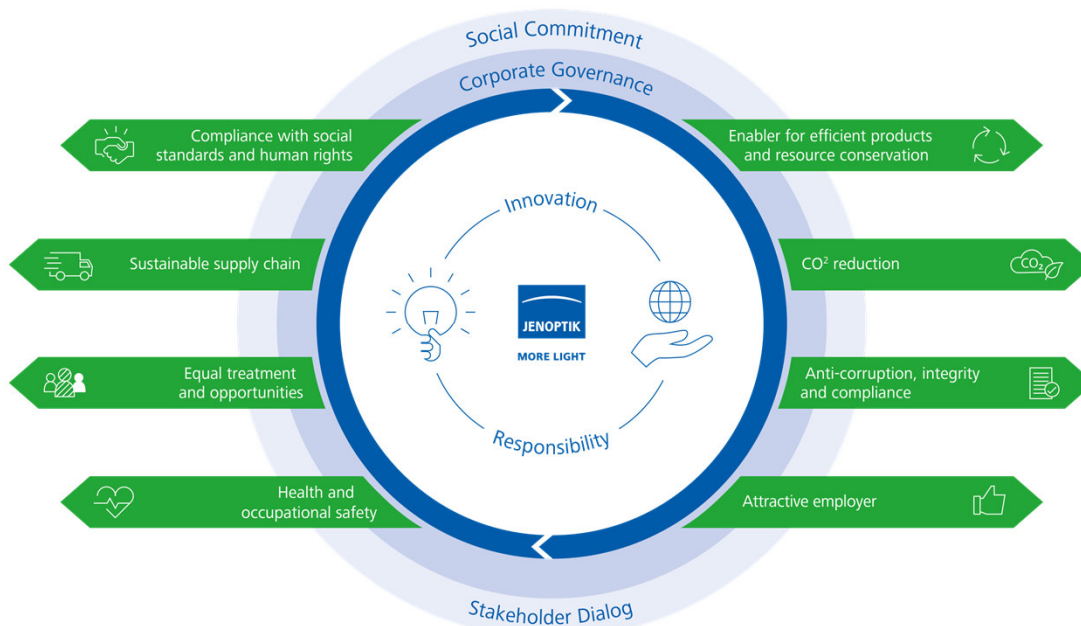 Social Commitment
Corporate Governance
Compliance with social
standards and human rights
Enabler for efficient products
and resource conservation
Innovation
Sustainable supply chain
CO² reduction
CO₂
JENOPTIK
MORE LIGHT
Equal treatment
and opportunities
Anti-corruption, integrity
and compliance
Responsibility
Health and
occupational safety
Attractive employer
Stakeholder Dialog